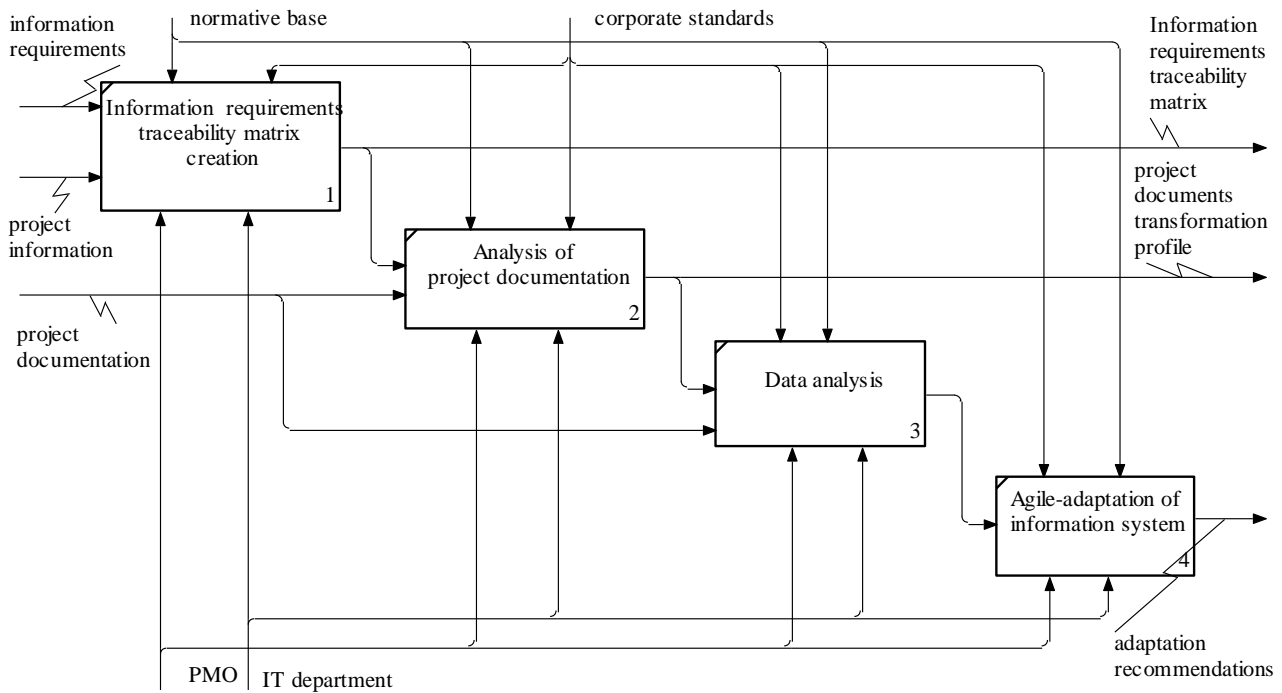 information
requirements
normative base
corporate standards
Information
requirements
traceability
matrix
Information requirements
traceability matrix
creation
1
project
information
project
documents
transformation
profile
Analysis of
project documentation
2
project
documentation
Data analysis
3
Agile-adaptation of
information system
4
adaptation
recommendations
PMO
IT department